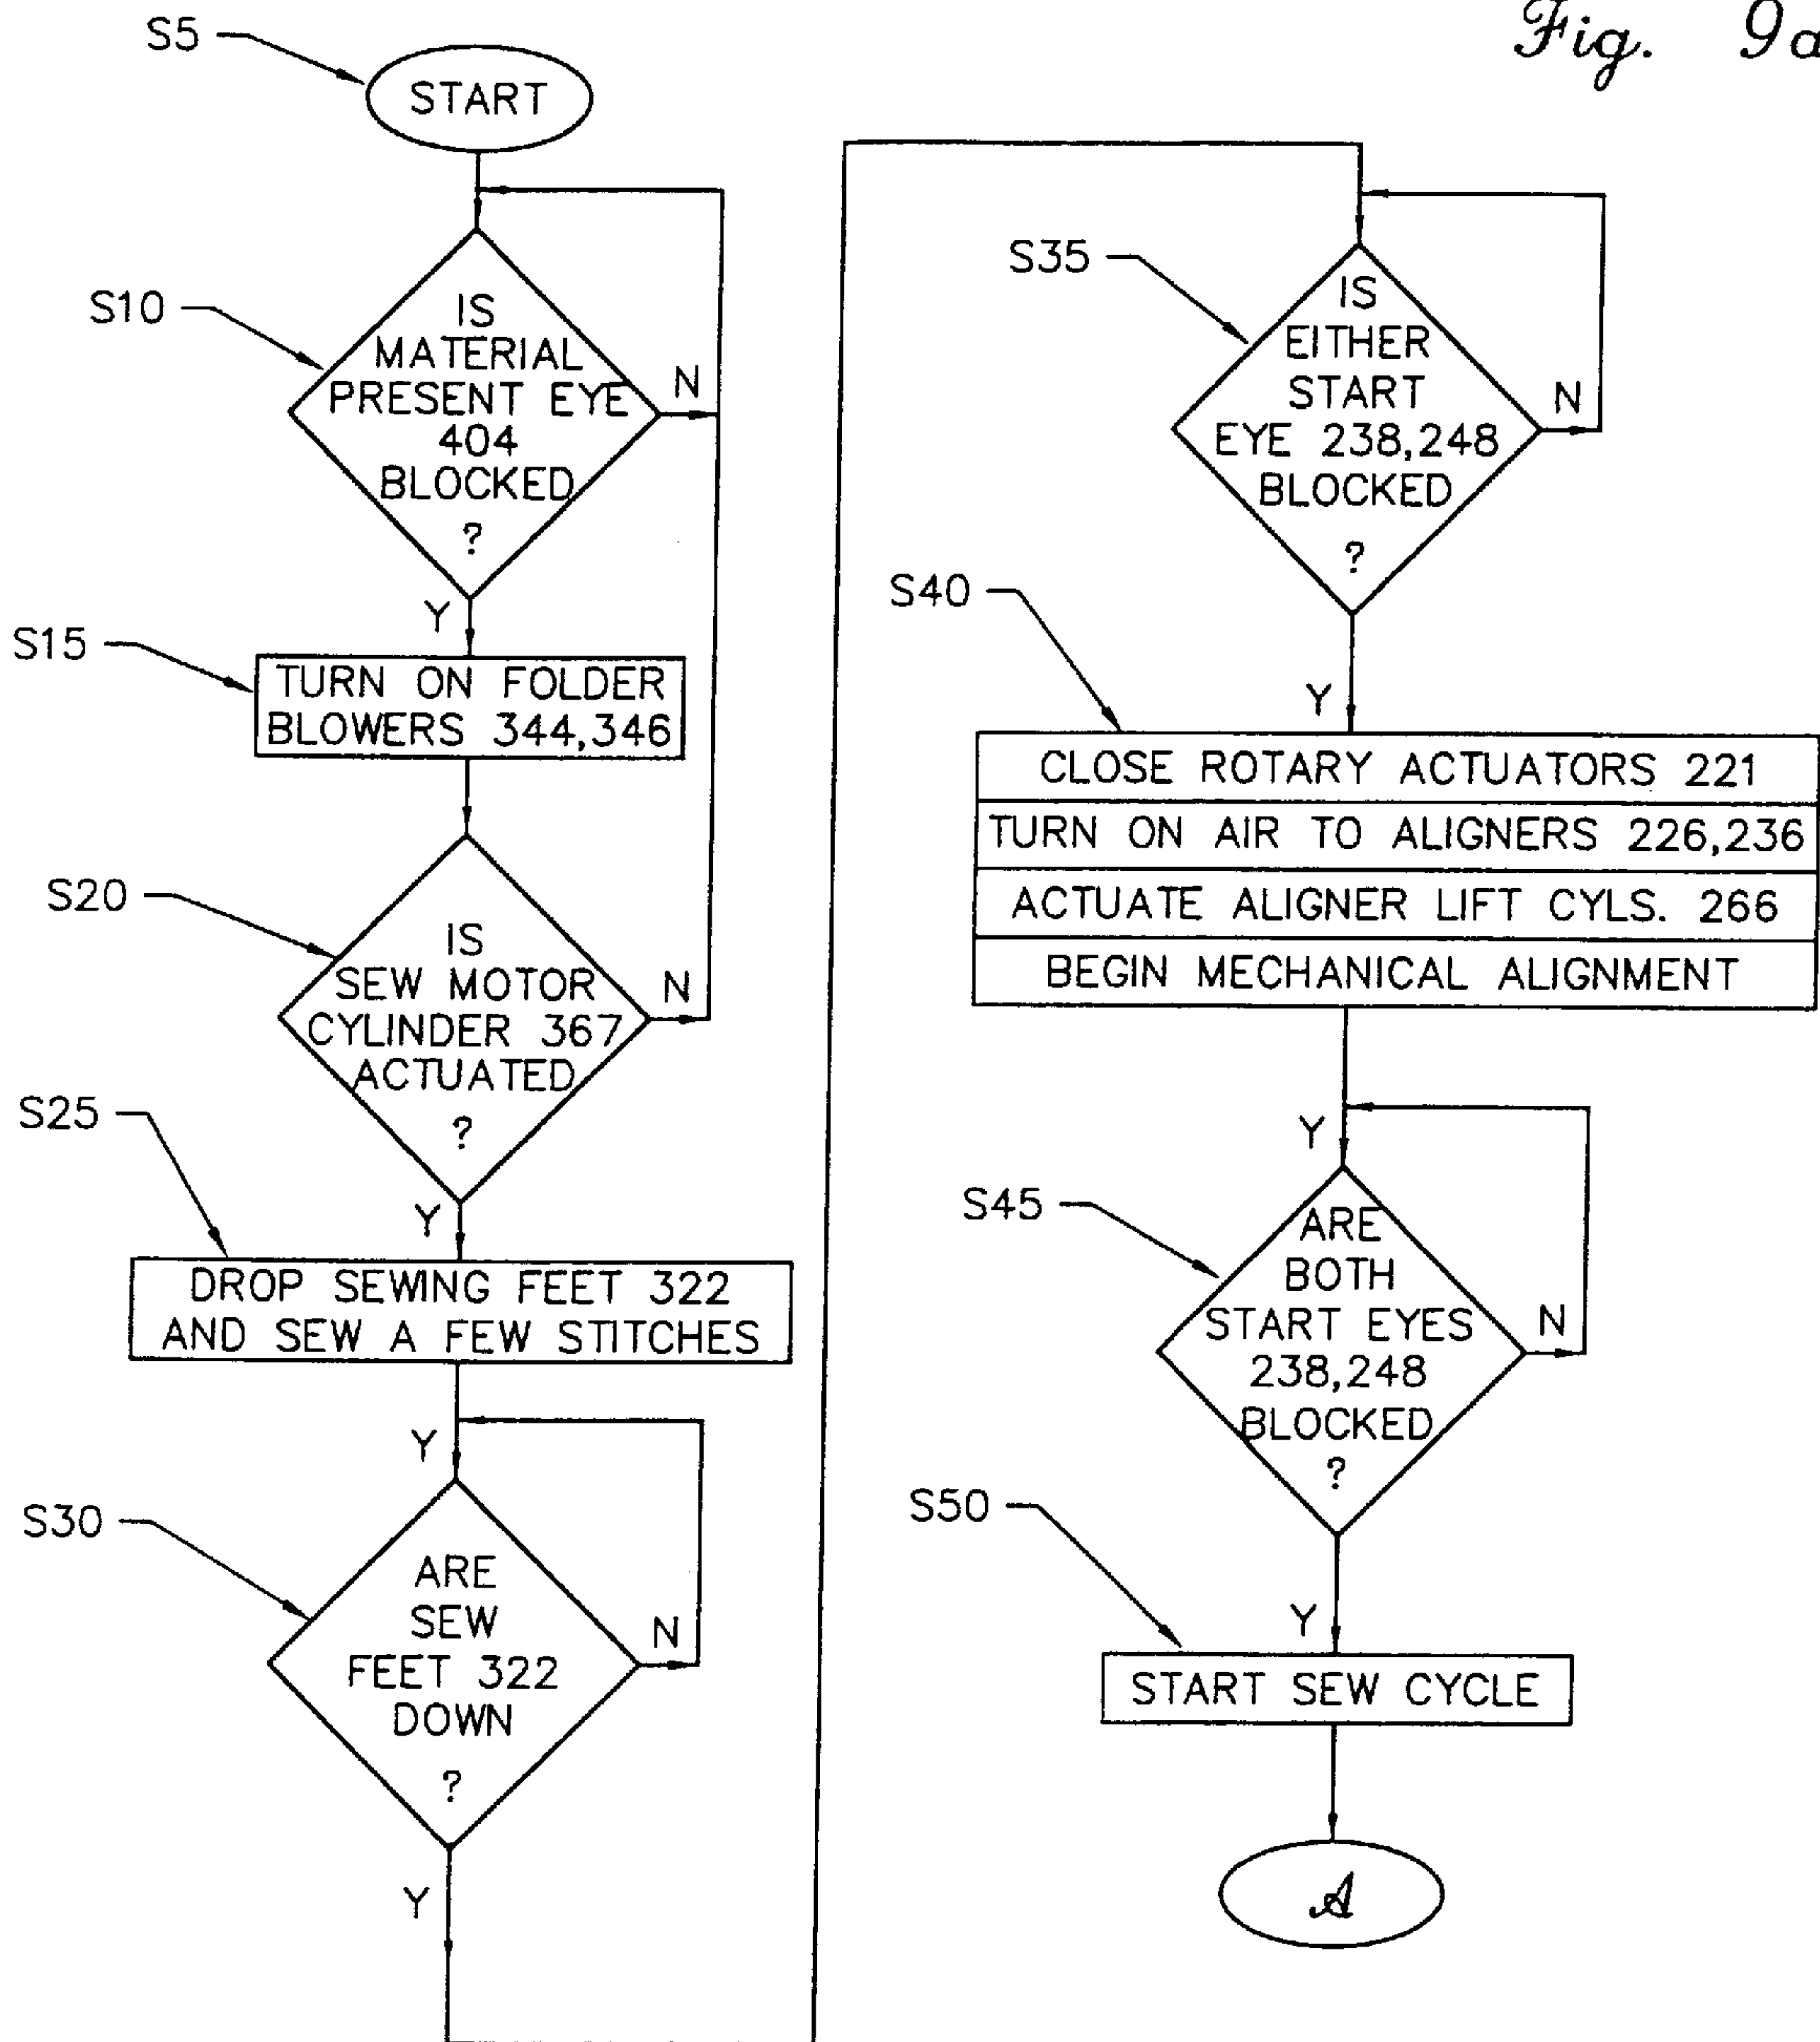 Fig. 9a
S5
START
S10
IS
MATERIAL
PRESENT EYE
404
BLOCKED
?
N
Y
S15
TURN ON FOLDER
BLOWERS 344,346
S20
IS
SEW MOTOR
CYLINDER 367
ACTUATED
?
N
Y
S25
DROP SEWING FEET 322
AND SEW A FEW STITCHES
Y
S30
ARE
SEW
FEET 322
DOWN
?
N
Y
S35
IS
EITHER
START
EYE 238,248
BLOCKED
?
N
Y
S40
CLOSE ROTARY ACTUATORS 221
TURN ON AIR TO ALIGNERS 226,236
ACTUATE ALIGNER LIFT CYLS. 266
BEGIN MECHANICAL ALIGNMENT
Y
S45
ARE
BOTH
START EYES
238,248
BLOCKED
?
N
Y
S50
START SEW CYCLE
A